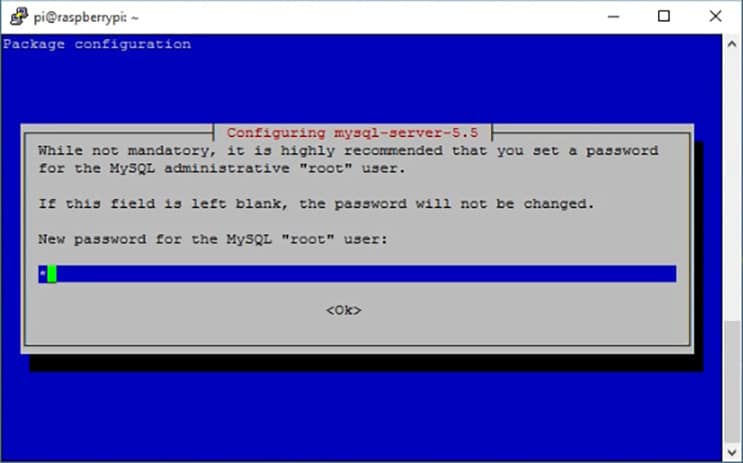 pi@raspberrypi: ~
Package configuration
Configuring mysql-server-5.5
While not mandatory, it is highly recommended that you set a password
for the MySQL administrative "root" user.
If this field is left blank, the password will not be changed.
New password for the MySQL "root" user:
*
<Ok>